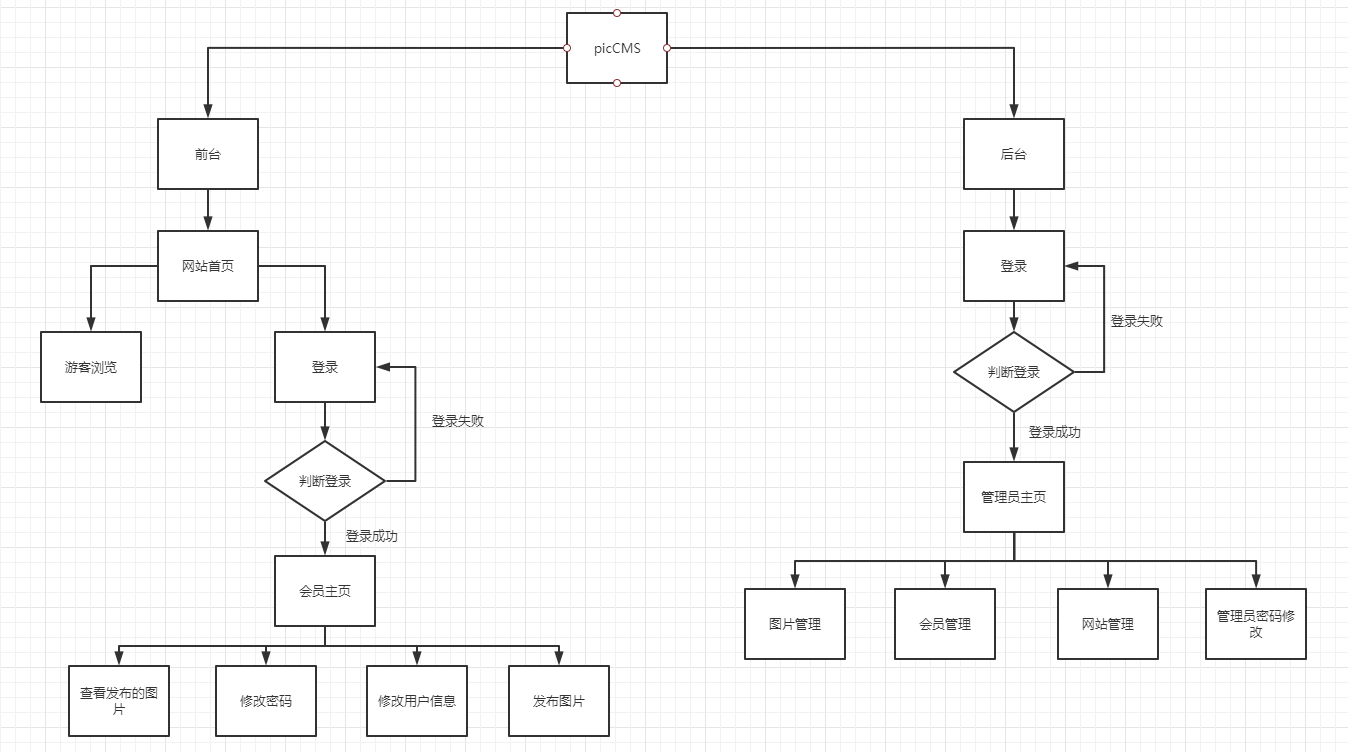 picCMS
前台
后台
网站首页
登录
登录失败
游客浏览
登录
判断登录
登录失败
登录成功
判断登录
管理员主页
登录成功
会员主页
图片管理
会员管理
网站管理
管理员密码修
改
查看发布的图
片
修改密码
修改用户信息
发布图片